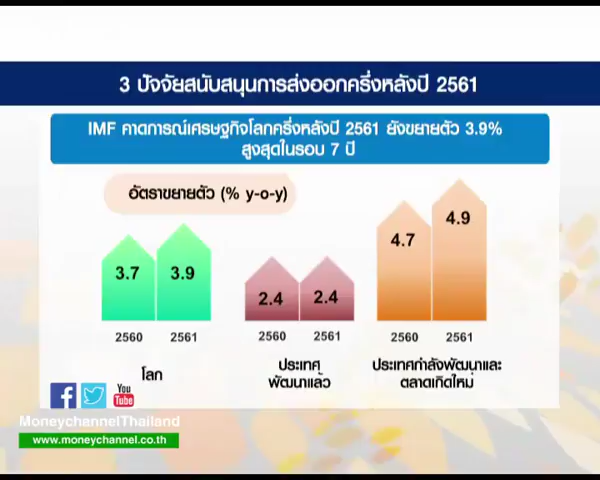 3 ปัจจัยสนับสนุนการส่งออกครึ่งหลังปี 2561
IMF คาดการณ์เศรษฐกิจโลกครึ่งหลังปี 2561 ยังขยายตัว 3.9%
สูงสุดในรอบ 7 ปี
อัตราขยายตัว (% y-o-y)
3.7 3.9 2.4 2.4 4.7 4.9
2560 2561 2560 2561 2560 2561
โลก
ประเทศ
พัฒนาแล้ว
ประเทศกำลังพัฒนาและ
ตลาดเกิดใหม่
You
Tube
MoneychannelThailand
www.moneychannel.co.th